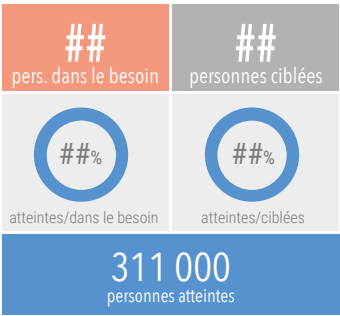 ##
pers. dans le besoin
##
personnes ciblées
##%
atteintes/dans le besoin
##%
atteintes/ciblées
311 000
personnes atteintes